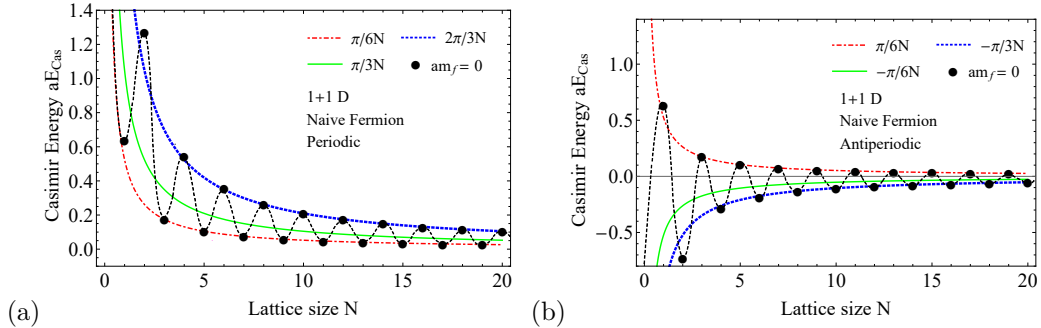 Casimir Energy aE_Cas
1.4
1.2
1.0
0.8
0.6
0.4
0.2
0.0
π/6N
2π/3N
π/3N
am_f = 0
1+1 D
Naive Fermion
Periodic
0
5
10
15
20
Lattice size N
(a)
Casimir Energy aE_Cas
1.0
0.5
0.0
−0.5
π/6N
−π/3N
−π/6N
am_f = 0
1+1 D
Naive Fermion
Antiperiodic
0
5
10
15
20
Lattice size N
(b)